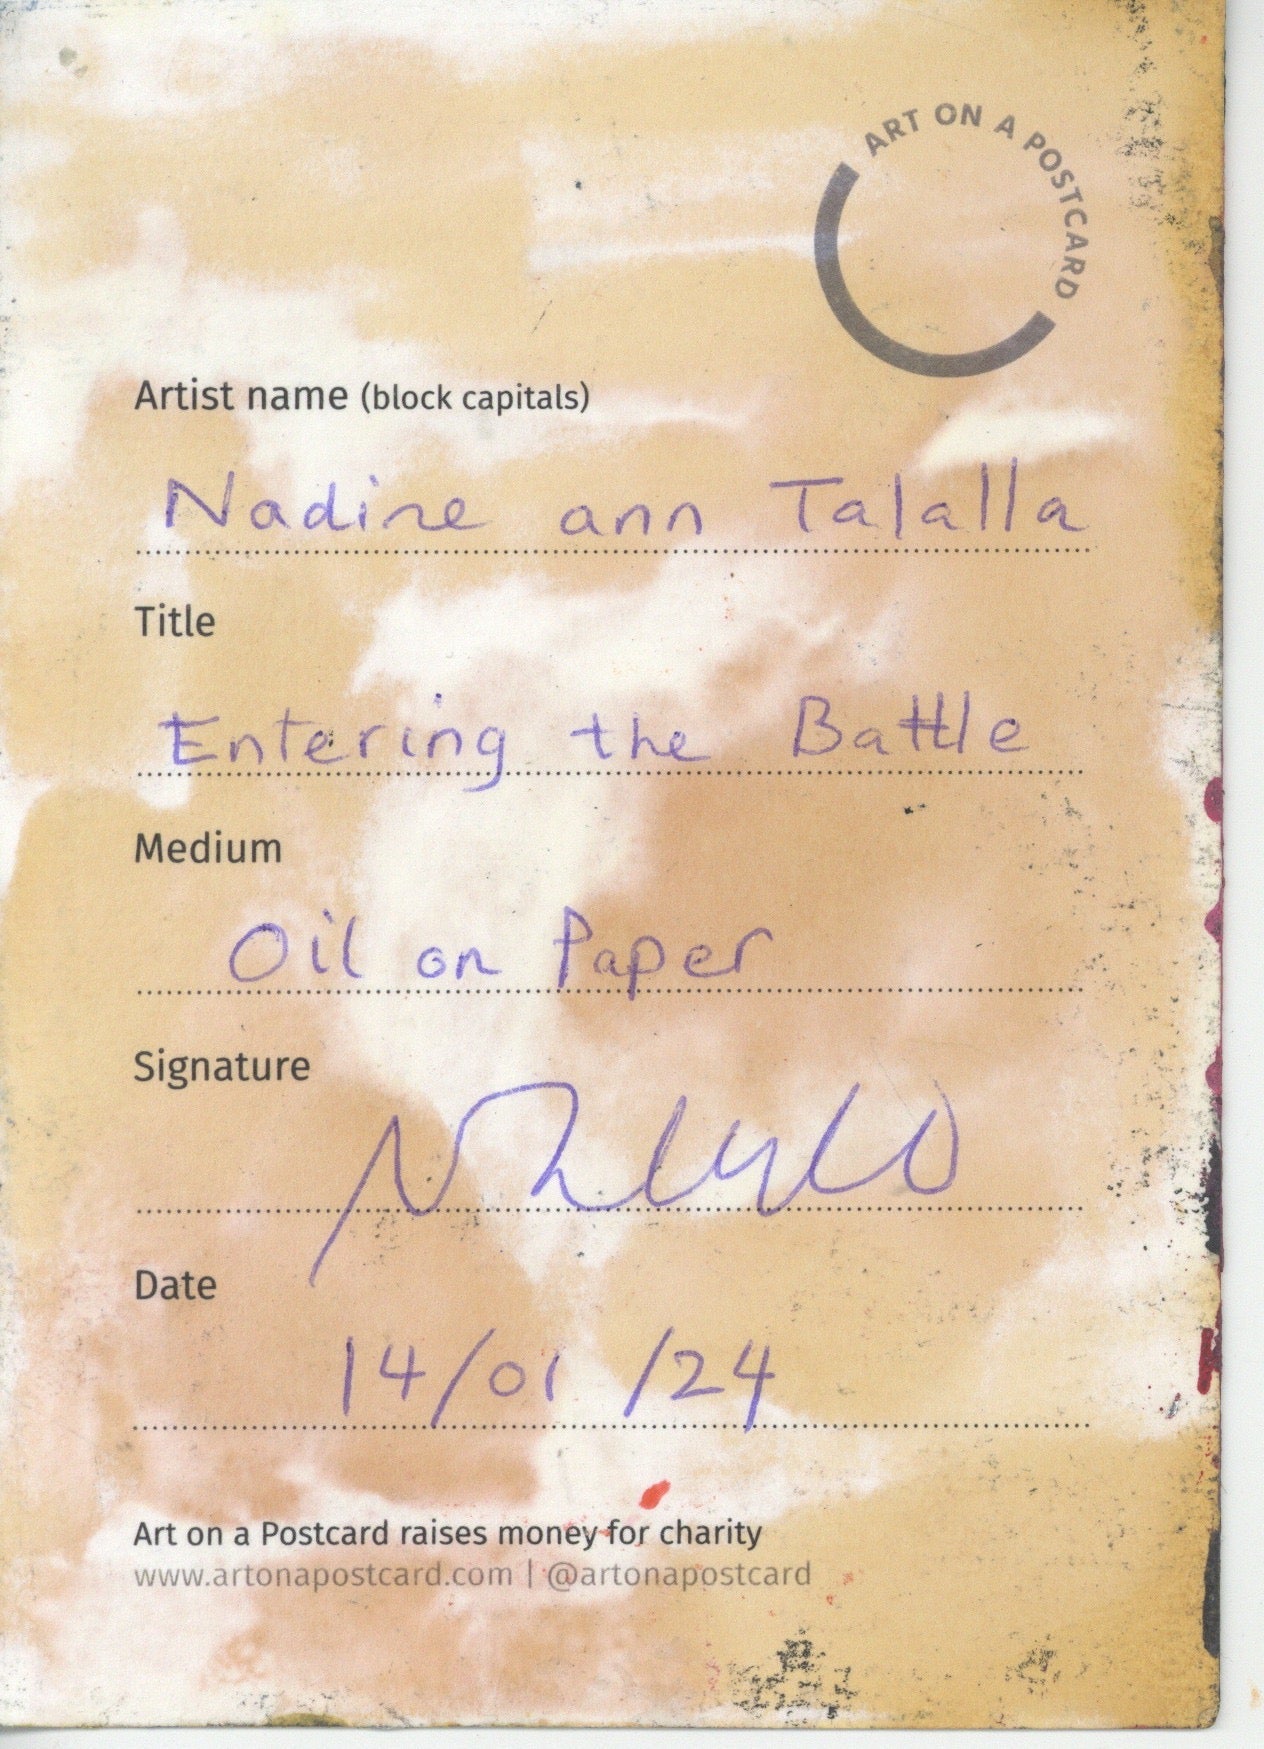 ART ON A POSTCARD
Artist name (block capitals)
Nadine ann Talalla
Title
Entering the Battle
Medium
Oil on Paper
Signature
Date
14/01/24
Art on a Postcard raises money for charity
www.artonapostcard.com | @artonapostcard